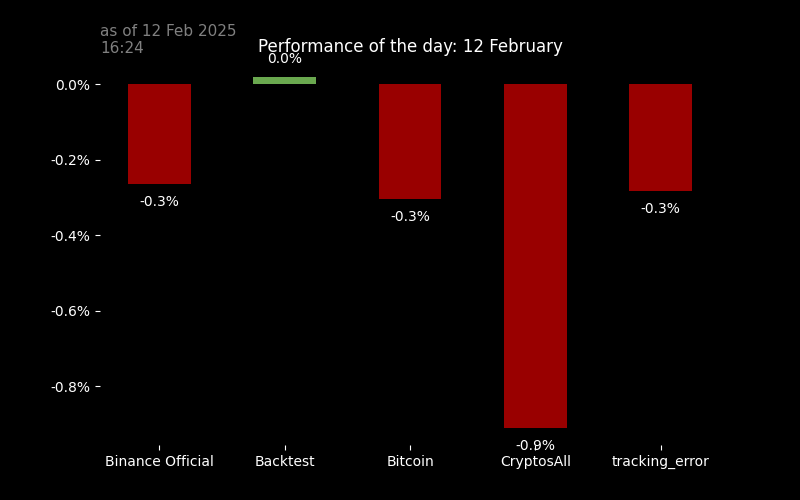 as of 12 Feb 2025
16:24
Performance of the day: 12 February
0.0%
0.0%
-0.2%
-0.4%
-0.6%
-0.8%
-0.3%
-0.3%
-0.9%
-0.3%
Binance Official
Backtest
Bitcoin
CryptosAll
tracking_error